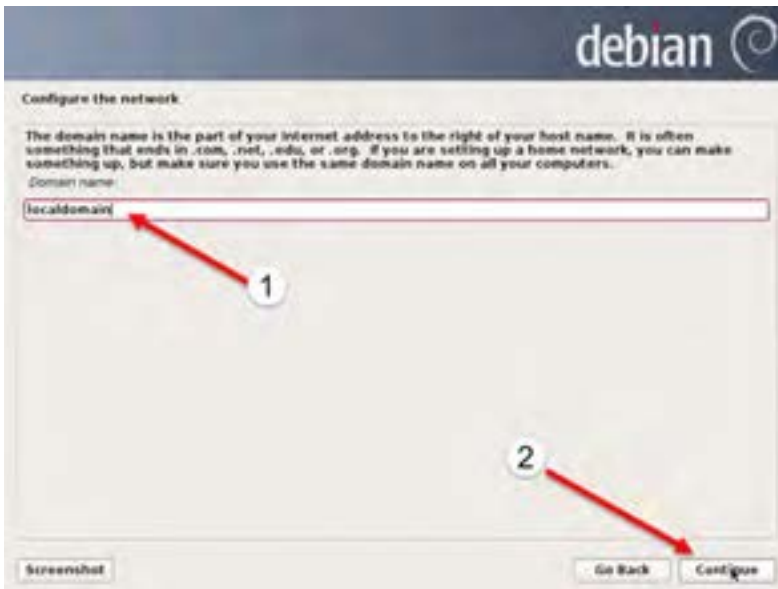 debian
Configure the network
The domain name is the part of your Internet address to the right of your host name. It is often
something that ends in .com, .net, .edu, or .org. If you are setting up a home network, you can make
something up, but make sure you use the same domain name on all your computers.
Domain name:
localdomain
1
2
Screenshot
Go Back
Continue